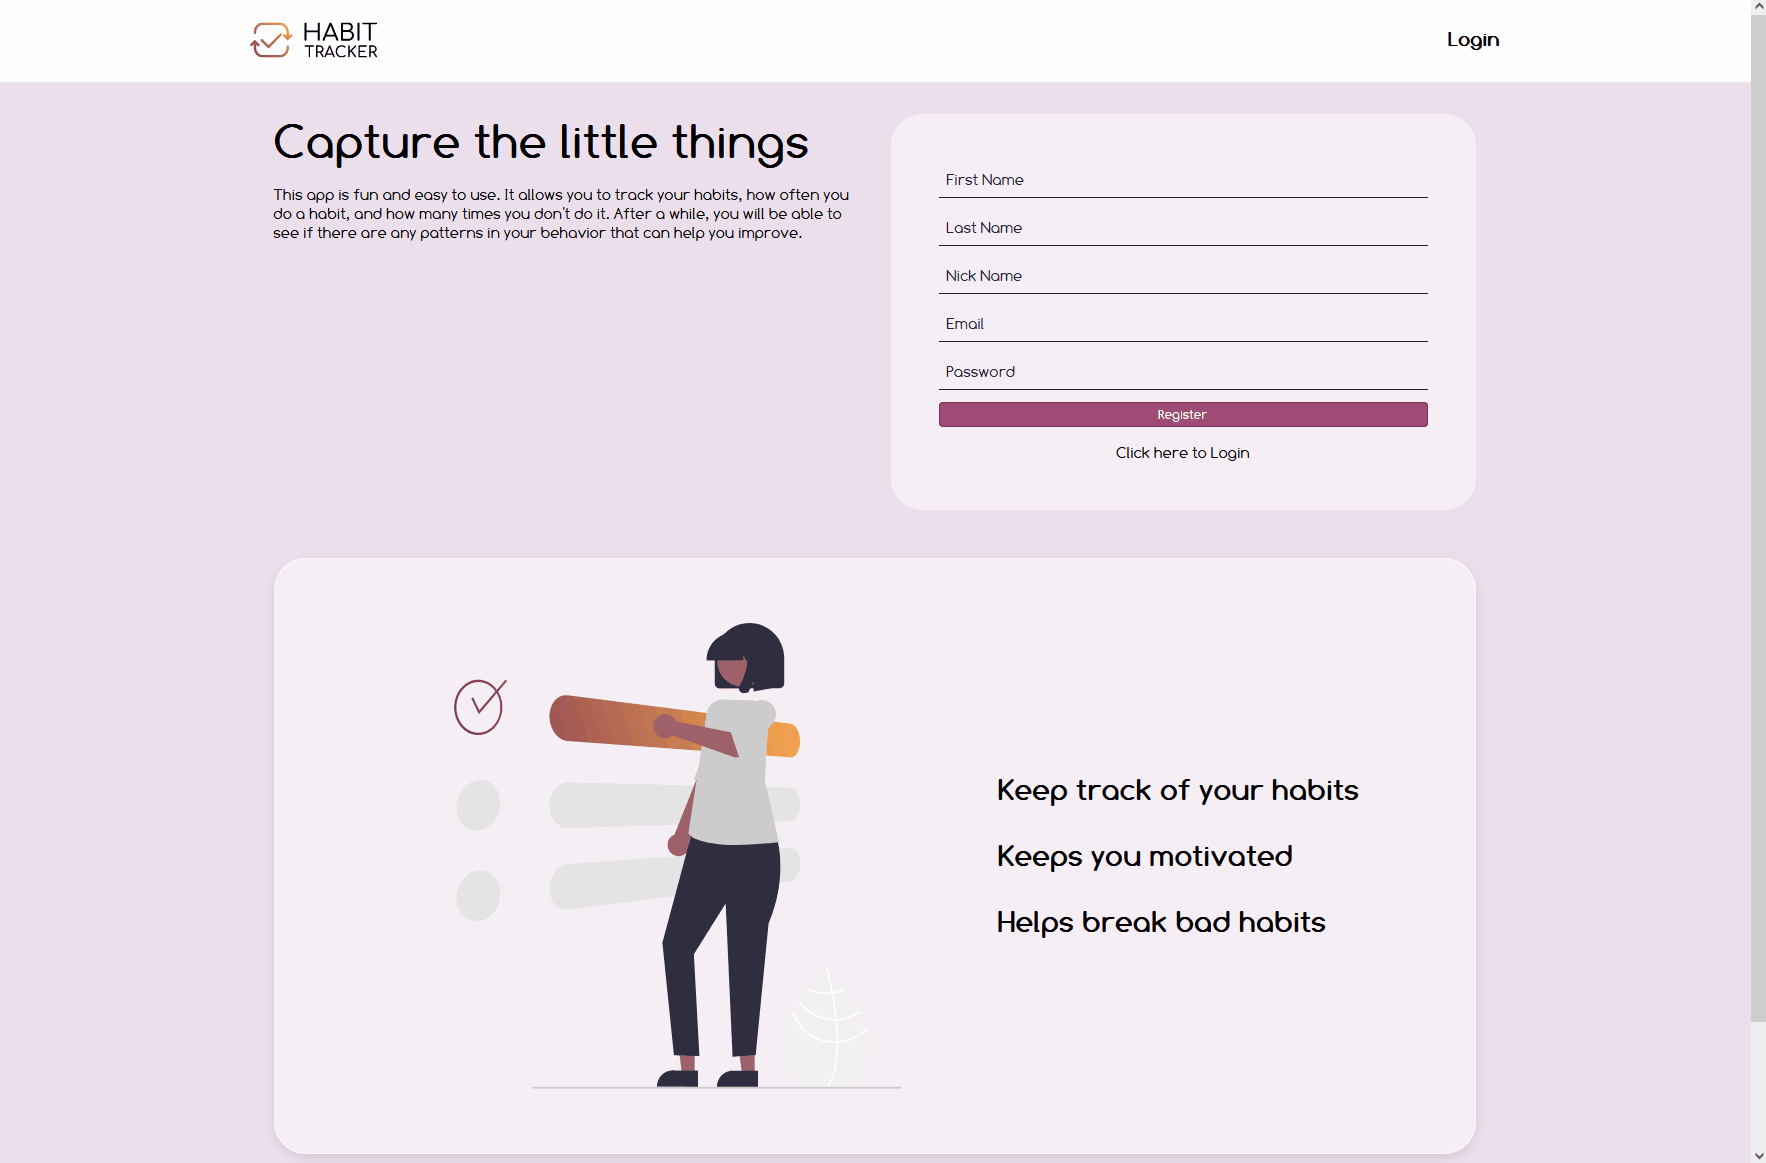 HABIT
TRACKER
Login
Capture the little things
This app is fun and easy to use. It allows you to track your habits, how often you
do a habit, and how many times you don't do it. After a while, you will be able to
see if there are any patterns in your behavior that can help you improve.
First Name
Last Name
Nick Name
Email
Password
Register
Click here to Login
Keep track of your habits
Keeps you motivated
Helps break bad habits